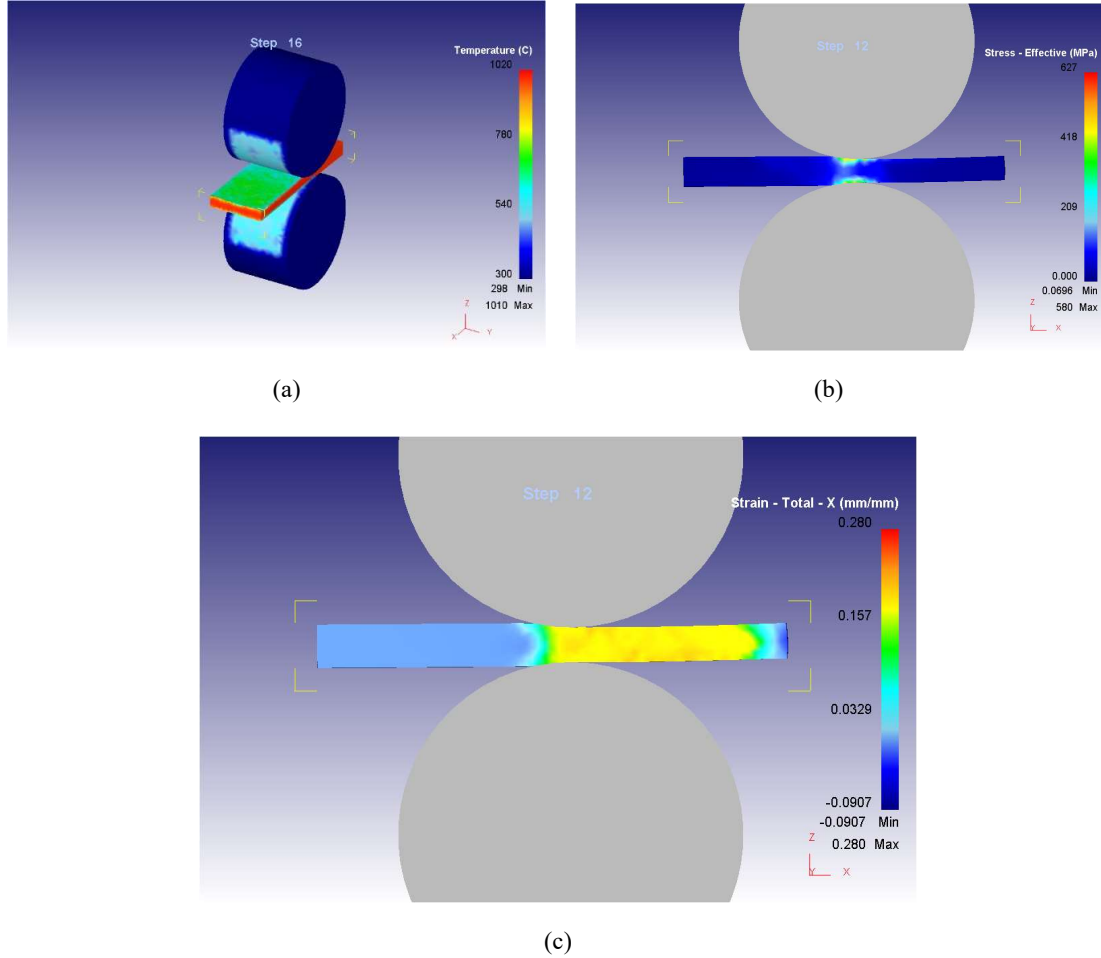 Step 16
Temperature (C)
1020
780
540
300
298 Min
1010 Max
Z
X Y
(a)
Step 12
Stress - Effective (MPa)
627
418
209
0.000
0.0696 Min
580 Max
Z
Y X
(b)
Step 12
Strain - Total - X (mm/mm)
0.280
0.157
0.0329
-0.0907
-0.0907 Min
0.280 Max
Z
Y X
(c)